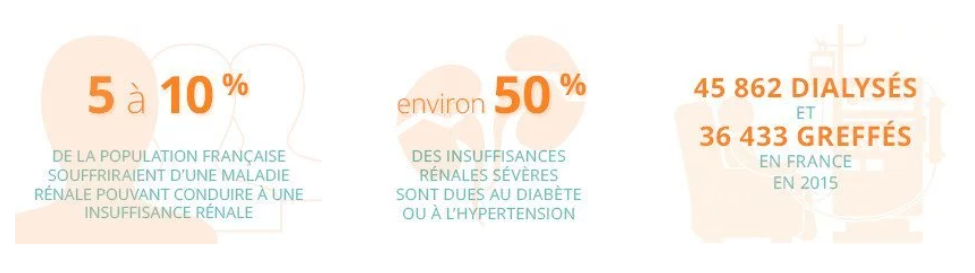 5 à 10 %
DE LA POPULATION FRANÇAISE
SOUFFRIRAIENT D'UNE MALADIE
RÉNALE POUVANT CONDUIRE À UNE
INSUFFISANCE RÉNALE
environ 50 %
DES INSUFFISANCES
RÉNALES SÉVÈRES
SONT DUES AU DIABÈTE
OU À L'HYPERTENSION
45 862 DIALYSÉS
ET
36 433 GREFFÉS
EN FRANCE
EN 2015